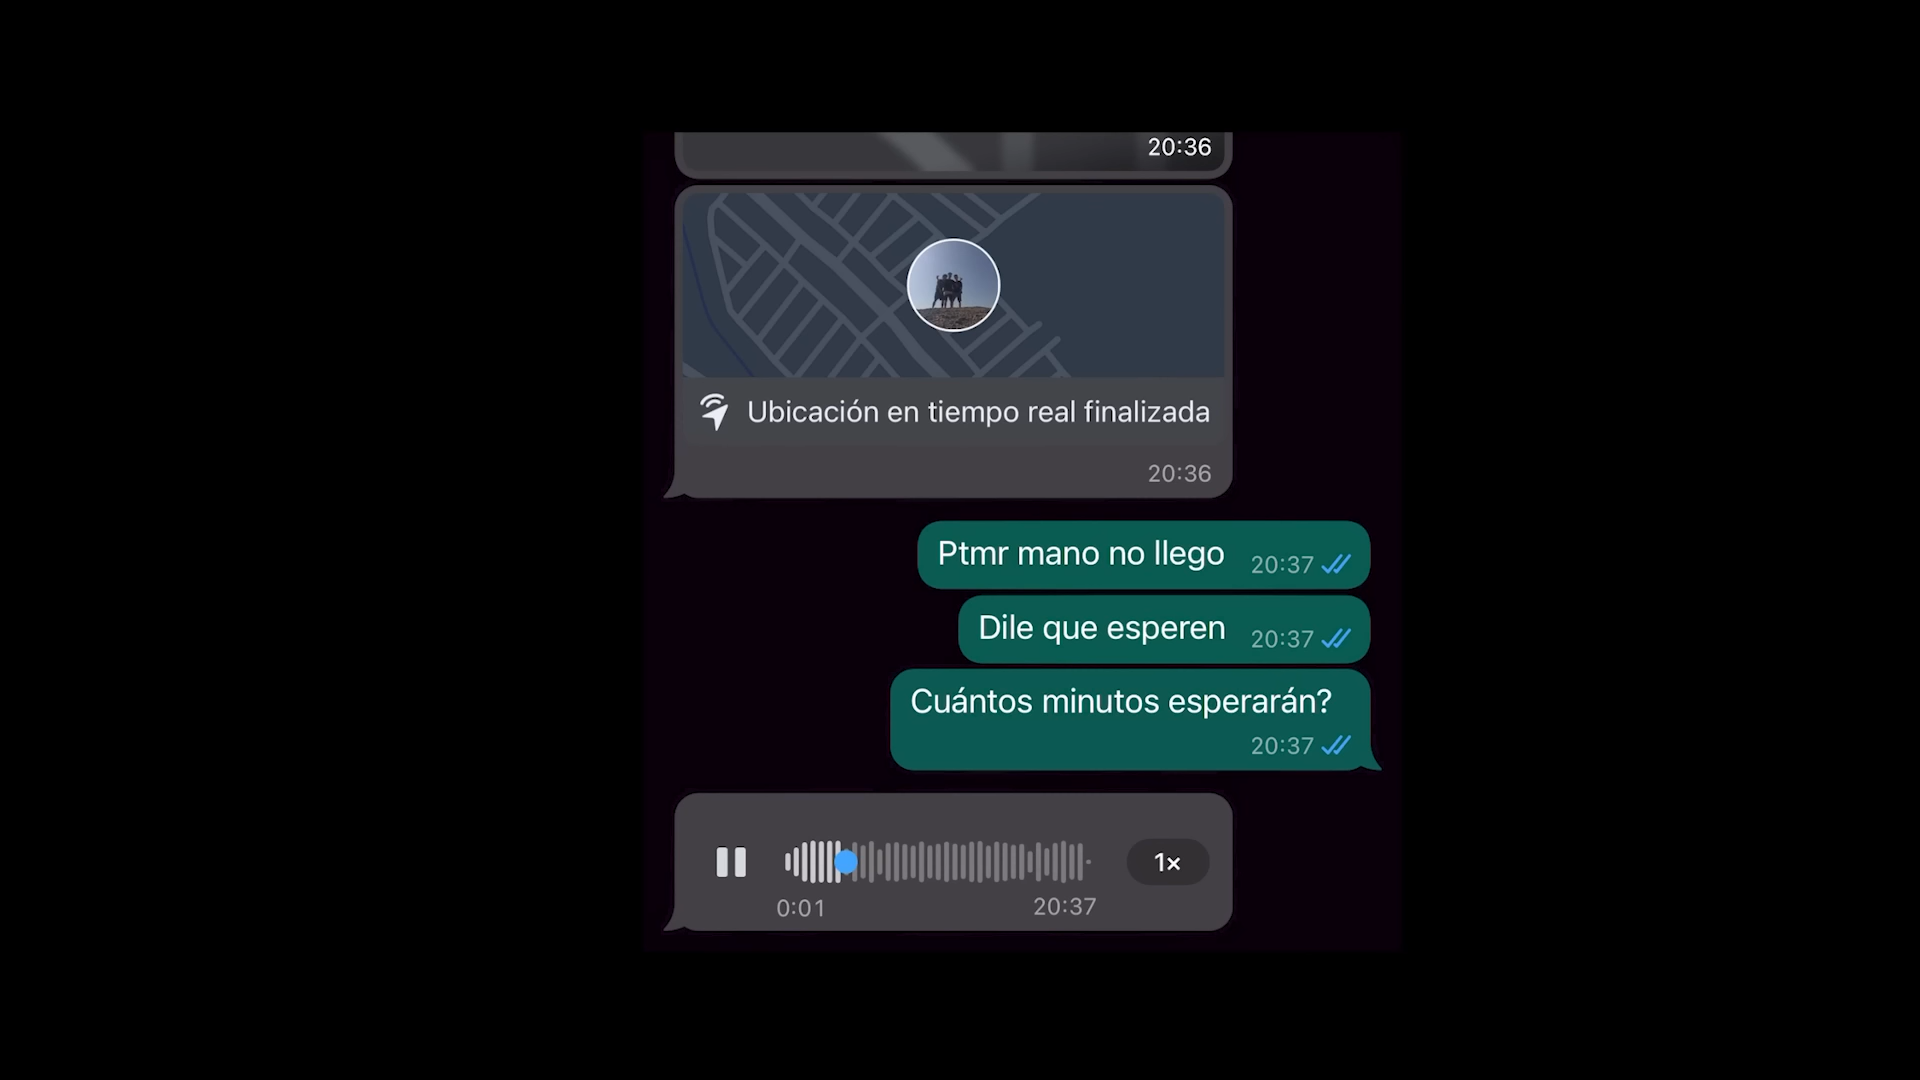 20:36
Ubicación en tiempo real finalizada
20:36
Ptmr mano no llego 20:37
Dile que esperen 20:37
Cuántos minutos esperarán?
20:37
1×
0:01 20:37